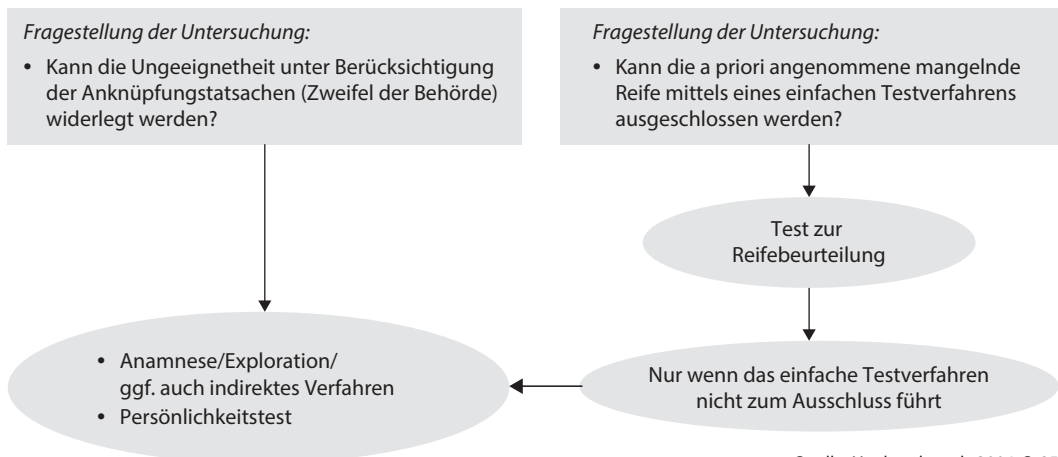 Fragestellung der Untersuchung:
• Kann die Ungeeignetheit unter Berücksichtigung
der Anknüpfungstatsachen (Zweifel der Behörde)
widerlegt werden?
Fragestellung der Untersuchung:
• Kann die a priori angenommene mangelnde
Reife mittels eines einfachen Testverfahrens
ausgeschlossen werden?
Test zur
Reifebeurteilung
• Anamnese/Exploration/
ggf. auch indirektes Verfahren
• Persönlichkeitstest
Nur wenn das einfache Testverfahren
nicht zum Ausschluss führt